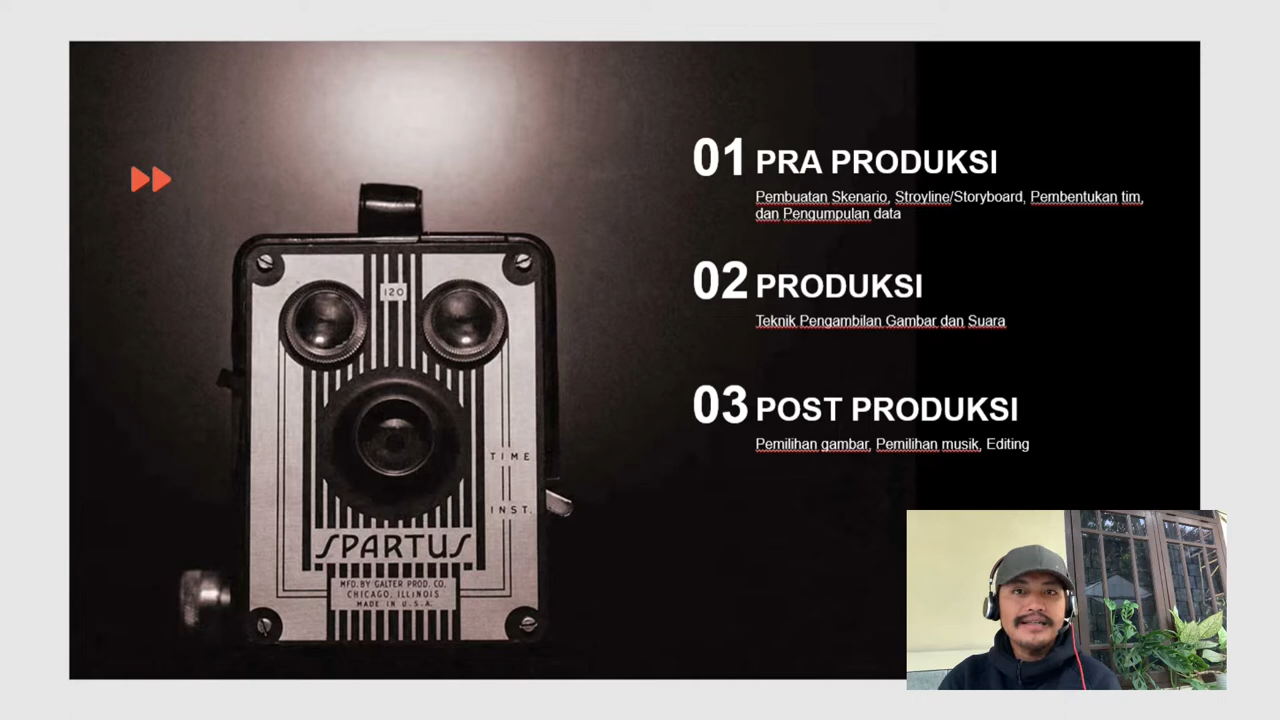 01 PRA PRODUKSI
Pembuatan Skenario, Stroyline/Storyboard, Pembentukan tim,
dan Pengumpulan data
02 PRODUKSI
Teknik Pengambilan Gambar dan Suara
03 POST PRODUKSI
Pemilihan gambar, Pemilihan musik, Editing
120
TIME
INST.
SPARTUS
MFD. BY GALTER PROD. CO.
CHICAGO, ILLINOIS
MADE IN U.S.A.